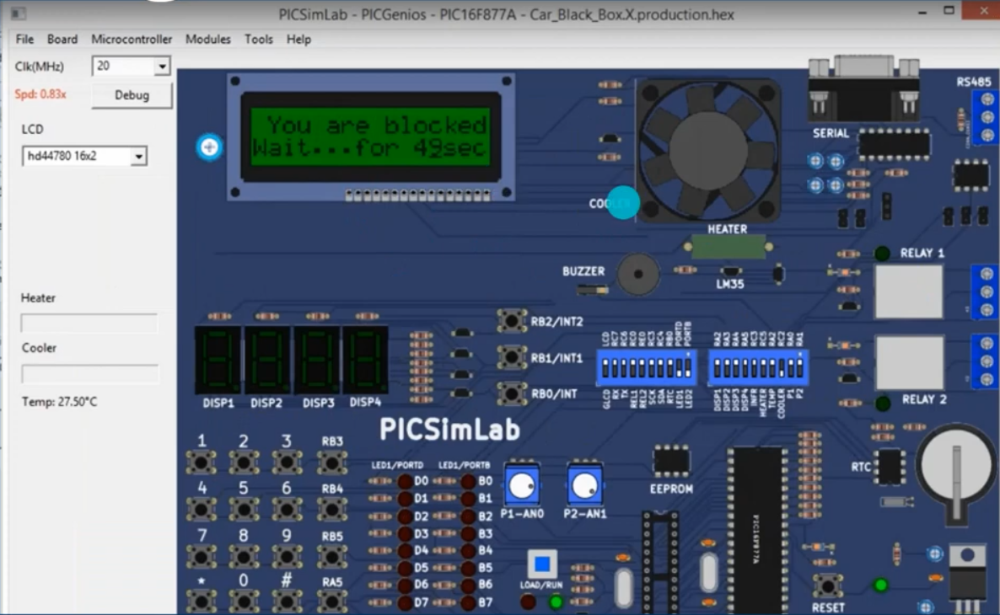 PICSimLab - PICGenios - PIC16F877A - Car_Black_Box.X.production.hex
File Board Microcontroller Modules Tools Help
Clk(MHz) 20
Spd: 0.83x Debug
LCD
hd44780 16x2
Heater
Cooler
Temp: 27.50°C
You are blocked
Wait...for 49sec
SERIAL
RS485
HEATER
BUZZER
LM35
RELAY 1
RELAY 2
RB2/INT2
RB1/INT1
RB0/INT
DISP1 DISP2 DISP3 DISP4
LCD RC7 RC6 RC0 RE0 RC3 RC4 RB0 PORTD PORTB
GLCD RX TX REL1 REL2 SCK SDA RTC LED1 LED2
RA2 RA3 RA4 RA5 RC3 RC5 RA2 RC2 RA0 RA1
DISP1 DISP2 DISP3 DISP4 INFR HEATER TEMP COOLER P1 P2
PICSimLab
1 2 3 RB3
4 5 6 RB4
7 8 9 RB5
* 0 # RA5
LED1/PORTD LED1/PORTB
D0 B0
D1 B1
D2 B2
D3 B3
D4 B4
D5 B5
D6 B6
D7 B7
P1-AN0 P2-AN1
EEPROM
RTC
PIC16F877A
LOAD/RUN
RESET